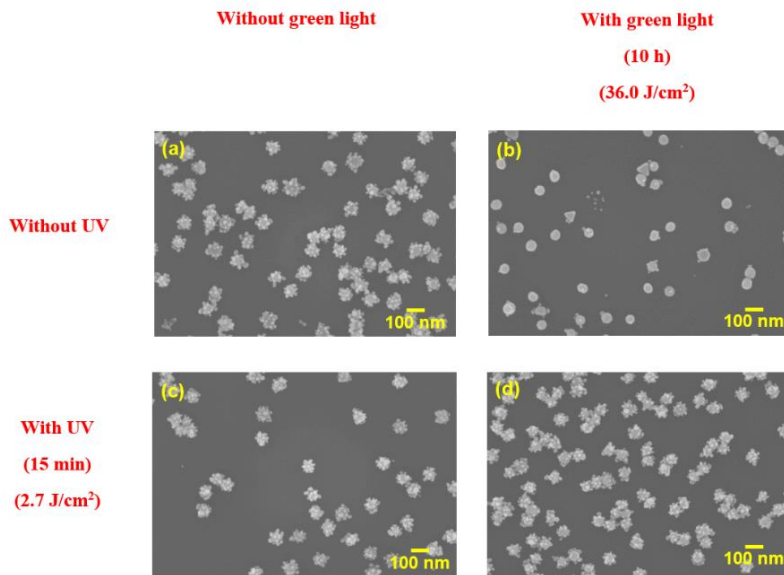 Without green light
With green light
(10 h)
(36.0 J/cm²)
Without UV
(a)
100 nm
(b)
100 nm
With UV
(15 min)
(2.7 J/cm²)
(c)
100 nm
(d)
100 nm